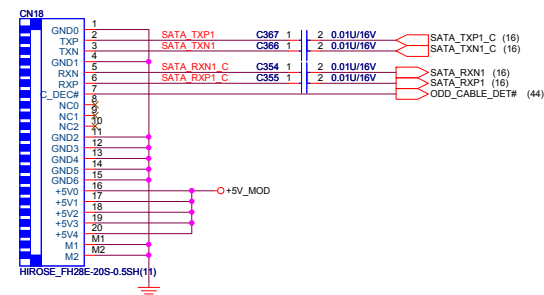 CN18
GND0 1
TXP 2 SATA_TXP1 C367 1 2 0.01U/16V SATA_TXP1_C (16)
TXN 3 SATA_TXN1 C366 1 2 0.01U/16V SATA_TXN1_C (16)
GND1 4
RXN 5 SATA_RXN1_C C354 1 2 0.01U/16V SATA_RXN1 (16)
RXP 6 SATA_RXP1_C C355 1 2 0.01U/16V SATA_RXP1 (16)
C_DEC# 7 ODD_CABLE_DET# (44)
NC0 8
NC1 9
NC2 10
GND2 11
GND3 12
GND4 13
GND5 14
GND6 15
+5V0 16 +5V_MOD
+5V1 17
+5V2 18
+5V3 19
+5V4 20
M1 M1
M2 M2
HIROSE_FH28E-20S-0.5SH(11)